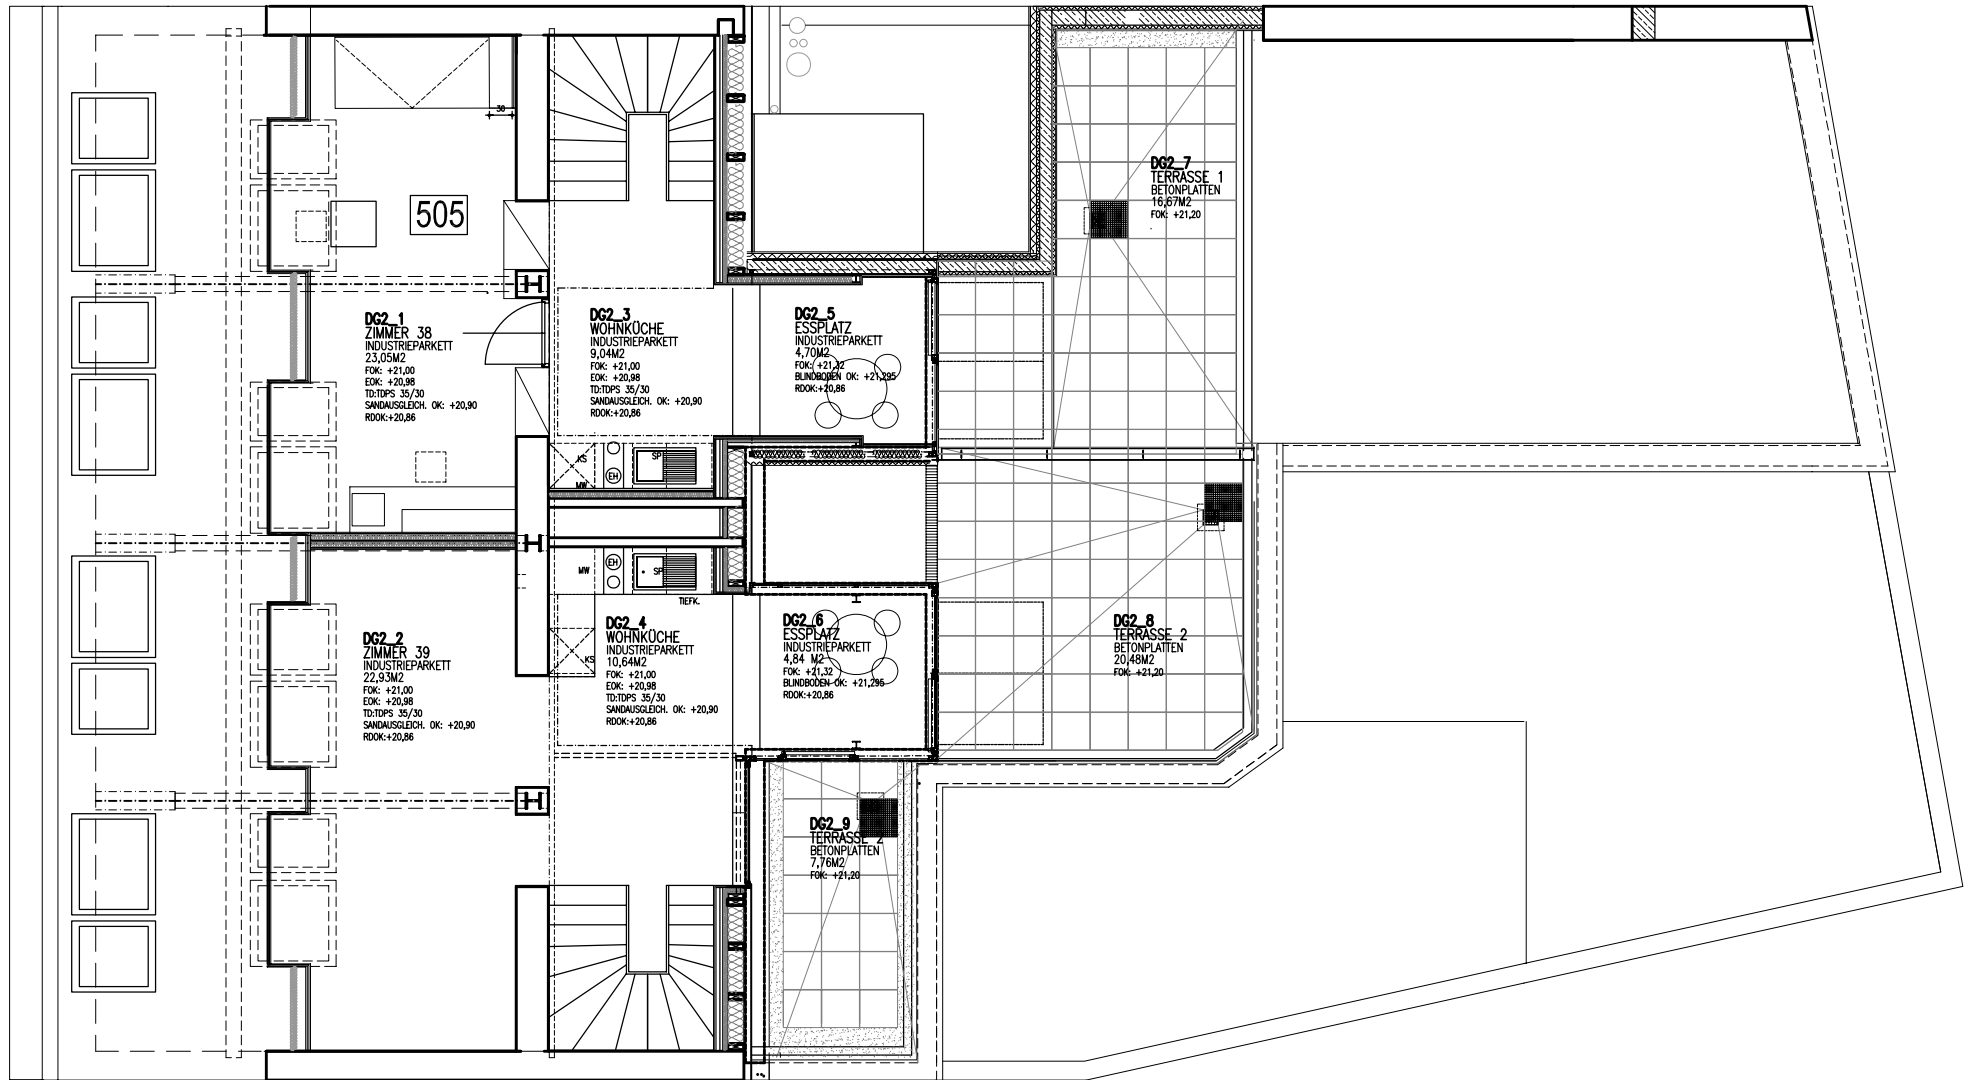 30
505
DG2_7
TERRASSE 1
BETONPLATTEN
16,67M2
FOK: +21,20
DG2_1
ZIMMER 38
INDUSTRIEPARKETT
23,05M2
FOK: +21,00
EOK: +20,98
TD:TDPS 35/30
SANDAUSGLEICH. OK: +20,90
RDOK:+20,86
DG2_3
WOHNKÜCHE
INDUSTRIEPARKETT
9,04M2
FOK: +21,00
EOK: +20,98
TD:TDPS 35/30
SANDAUSGLEICH. OK: +20,90
RDOK:+20,86
DG2_5
ESSPLATZ
INDUSTRIEPARKETT
4,70M2
FOK: +21,32
BLINDBODEN OK: +21,295
RDOK:+20,86
KS
MW
EH
SP
MW
EH
SP
TIEFK.
KS
DG2_2
ZIMMER 39
INDUSTRIEPARKETT
22,93M2
FOK: +21,00
EOK: +20,98
TD:TDPS 35/30
SANDAUSGLEICH. OK: +20,90
RDOK:+20,86
DG2_4
WOHNKÜCHE
INDUSTRIEPARKETT
10,64M2
FOK: +21,00
EOK: +20,98
TD:TDPS 35/30
SANDAUSGLEICH. OK: +20,90
RDOK:+20,86
DG2_6
ESSPLATZ
INDUSTRIEPARKETT
4,84 M2
FOK: +21,32
BLINDBODEN OK: +21,295
RDOK:+20,86
DG2_8
TERRASSE 2
BETONPLATTEN
20,48M2
FOK: +21,20
DG2_9
TERRASSE 2
BETONPLATTEN
7,76M2
FOK: +21,20